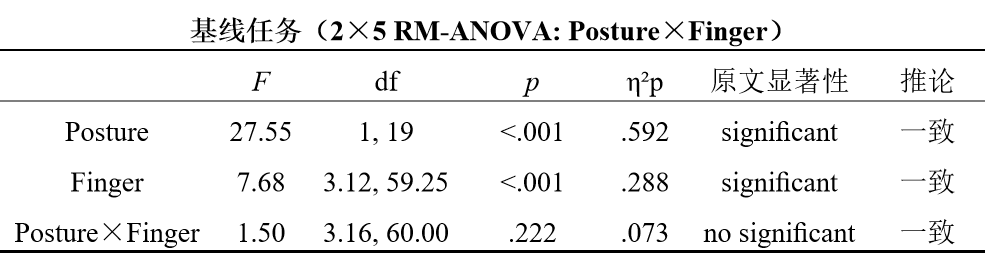 基线任务（2×5 RM-ANOVA: Posture×Finger）
F df p η²p 原文显著性 推论
Posture 27.55 1, 19 <.001 .592 significant 一致
Finger 7.68 3.12, 59.25 <.001 .288 significant 一致
Posture×Finger 1.50 3.16, 60.00 .222 .073 no significant 一致